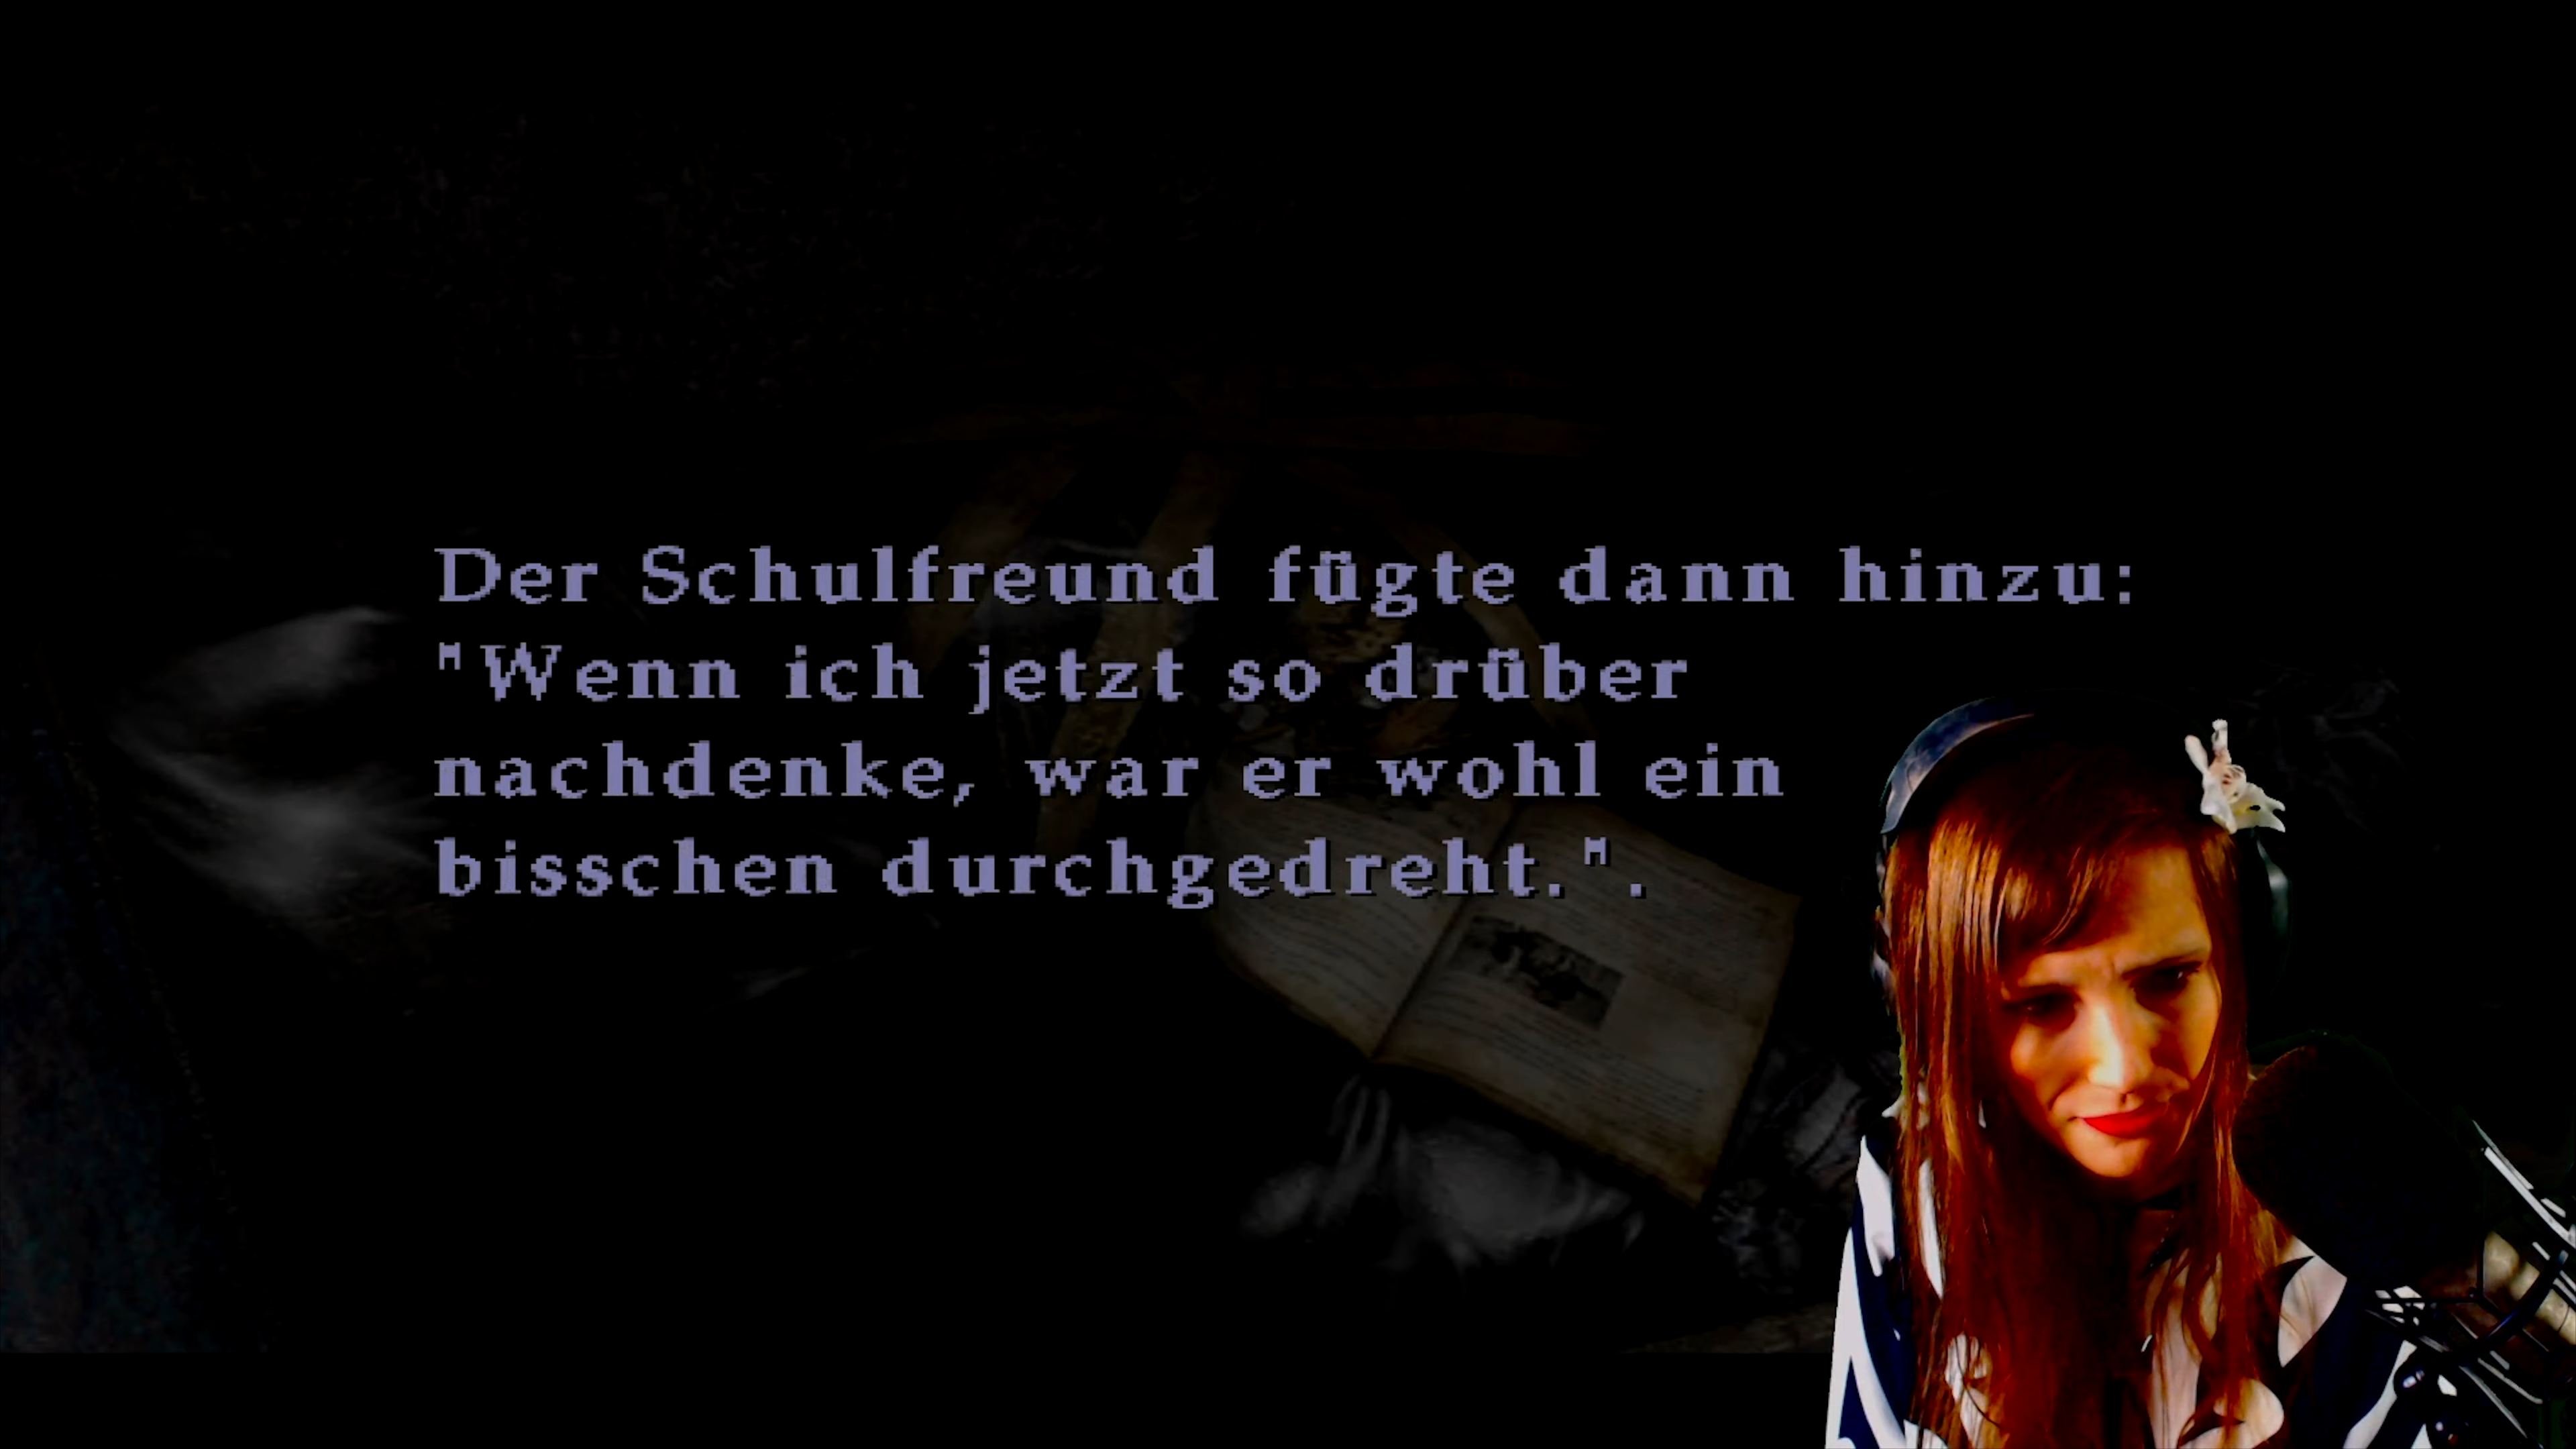 Der Schulfreund fügte dann hinzu:
"Wenn ich jetzt so drüber
nachdenke, war er wohl ein
bisschen durchgedreht.".